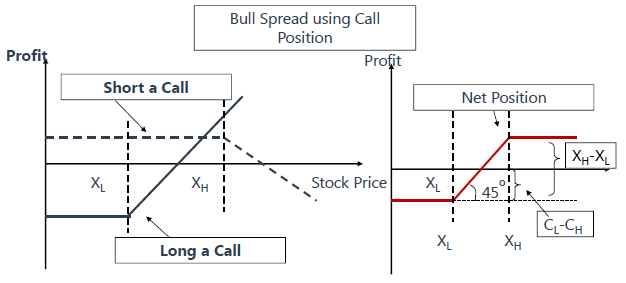 Bull Spread using Call
Position
Profit
Profit
Short a Call
Net Position
X_H-X_L
X_L
X_H
Stock Price
X_L
45°
C_L-C_H
X_L
X_H
Long a Call